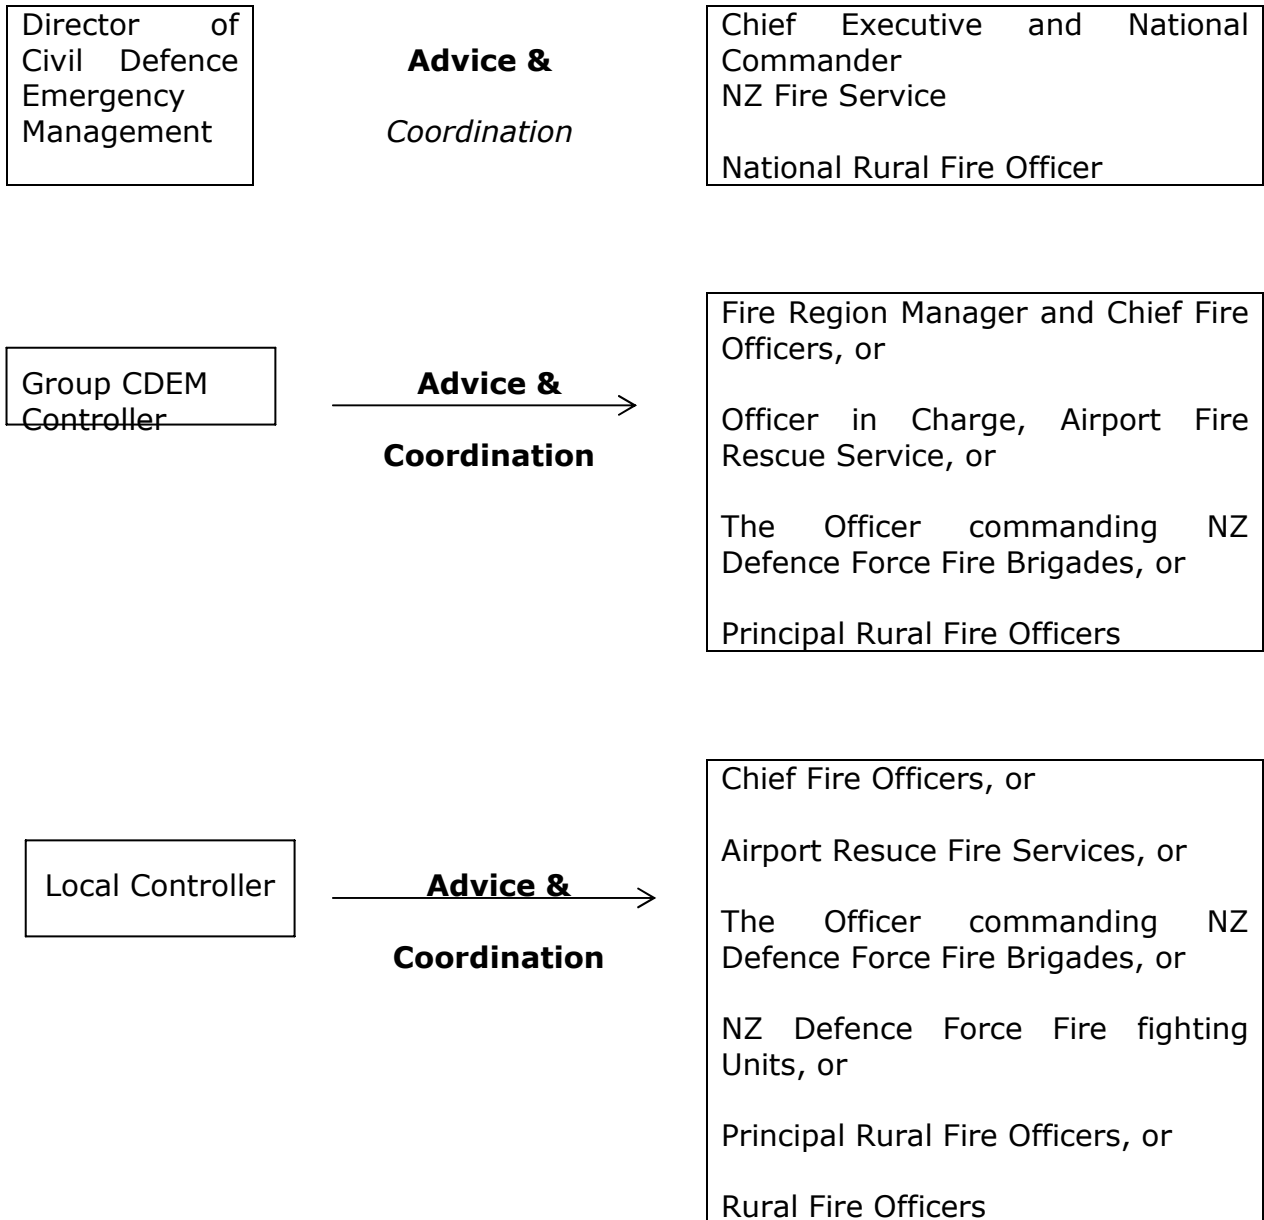 Director of
Civil Defence
Emergency
Management
Advice &
Coordination
Chief Executive and National
Commander
NZ Fire Service
National Rural Fire Officer
Group CDEM
Controller
Advice &
Coordination
Fire Region Manager and Chief Fire
Officers, or
Officer in Charge, Airport Fire
Rescue Service, or
The Officer commanding NZ
Defence Force Fire Brigades, or
Principal Rural Fire Officers
Local Controller
Advice &
Coordination
Chief Fire Officers, or
Airport Resuce Fire Services, or
The Officer commanding NZ
Defence Force Fire Brigades, or
NZ Defence Force Fire fighting
Units, or
Principal Rural Fire Officers, or
Rural Fire Officers